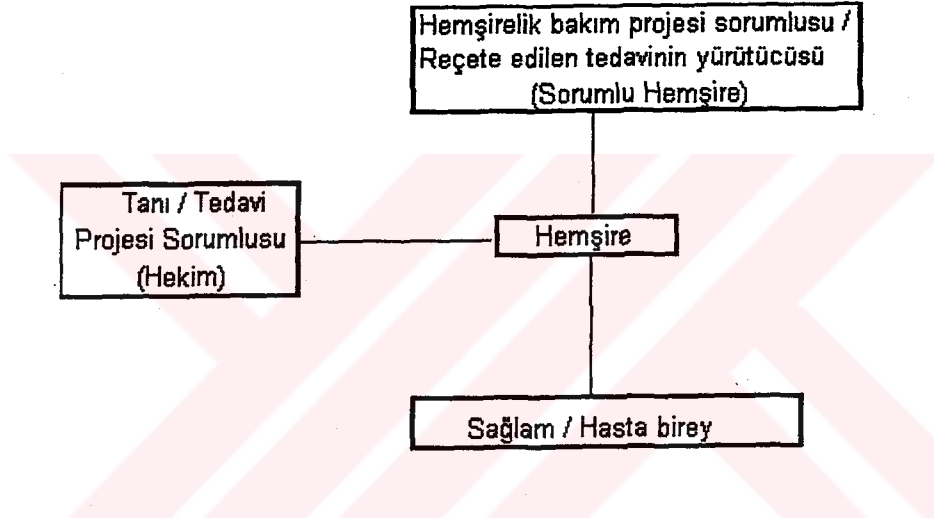 Hemşirelik bakım projesi sorumlusu /
Reçete edilen tedavinin yürütücüsü
(Sorumlu Hemşire)
Tanı / Tedavi
Projesi Sorumlusu
(Hekim)
Hemşire
Sağlam / Hasta birey